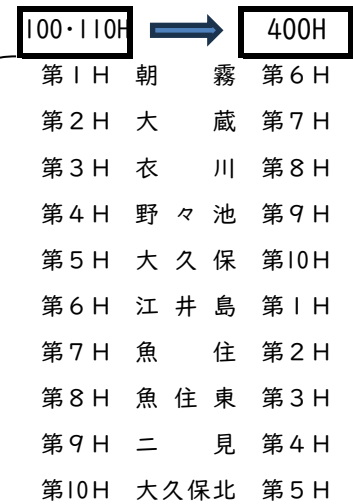 100・110H → 400H
第1H 朝霧 第6H
第2H 大蔵 第7H
第3H 衣川 第8H
第4H 野々池 第9H
第5H 大久保 第10H
第6H 江井島 第1H
第7H 魚住 第2H
第8H 魚住東 第3H
第9H 二見 第4H
第10H 大久保北 第5H